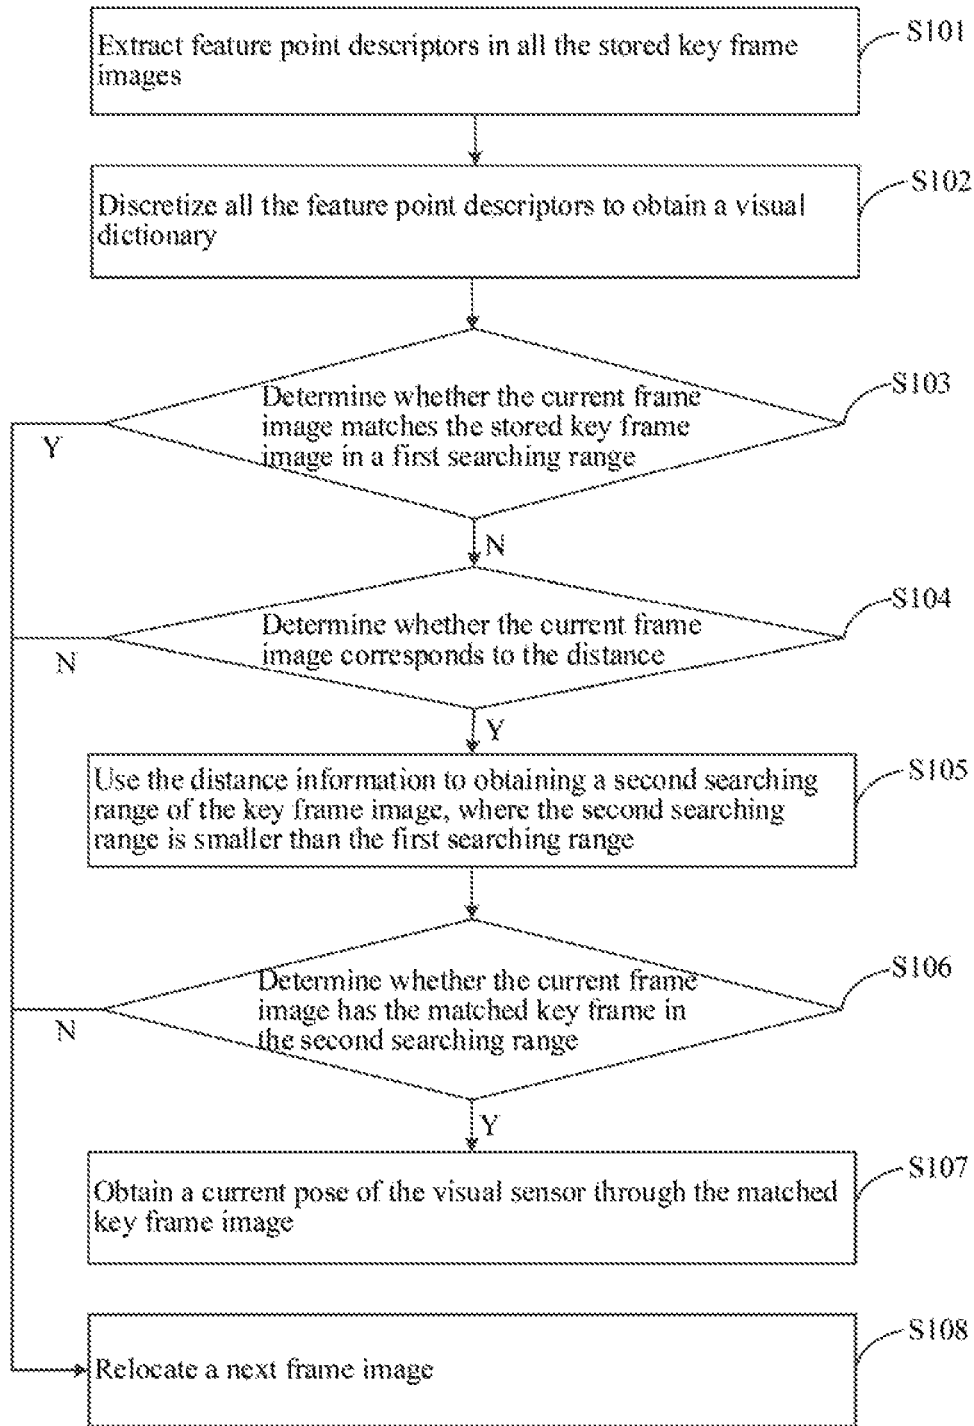 Extract feature point descriptors in all the stored key frame
images
S101
Discretize all the feature point descriptors to obtain a visual
dictionary
S102
Determine whether the current frame
image matches the stored key frame
image in a first searching range
S103
Y
N
Determine whether the current frame
image corresponds to the distance
S104
N
Y
Use the distance information to obtaining a second searching
range of the key frame image, where the second searching
range is smaller than the first searching range
S105
Determine whether the current frame
image has the matched key frame in
the second searching range
S106
N
Y
Obtain a current pose of the visual sensor through the matched
key frame image
S107
Relocate a next frame image
S108